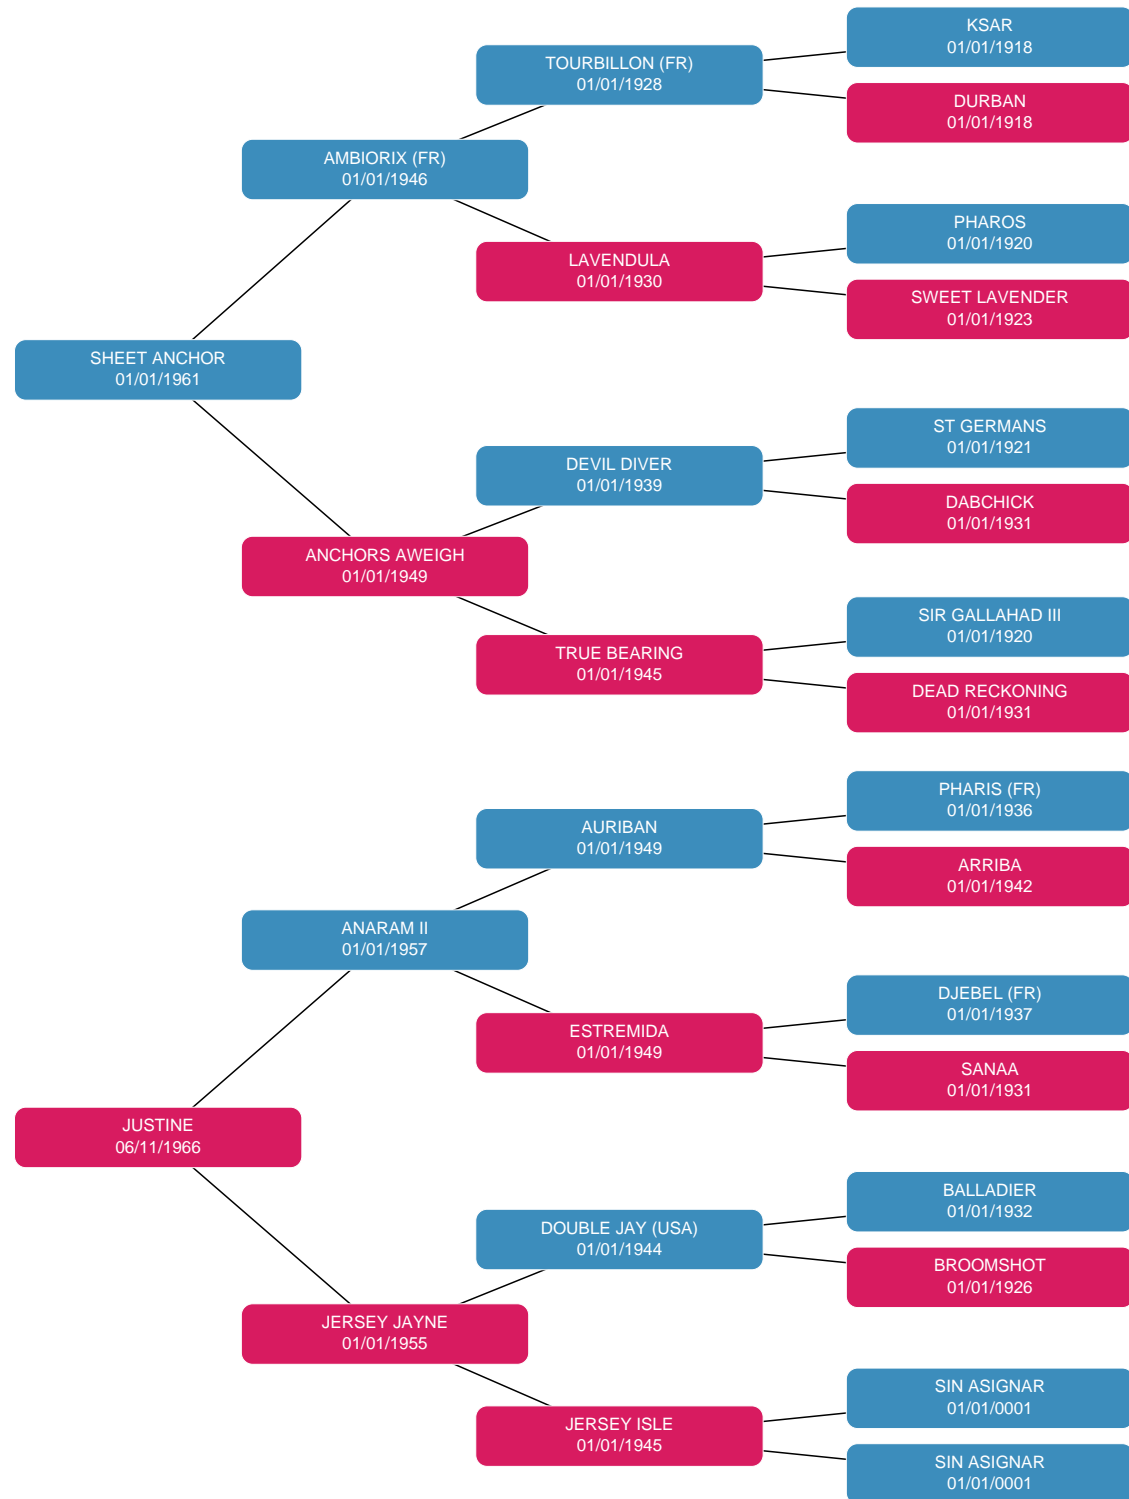 KSAR
01/01/1918
TOURBILLON (FR)
01/01/1928
DURBAN
01/01/1918
AMBIORIX (FR)
01/01/1946
PHAROS
01/01/1920
LAVENDULA
01/01/1930
SWEET LAVENDER
01/01/1923
SHEET ANCHOR
01/01/1961
ST GERMANS
01/01/1921
DEVIL DIVER
01/01/1939
DABCHICK
01/01/1931
ANCHORS AWEIGH
01/01/1949
SIR GALLAHAD III
01/01/1920
TRUE BEARING
01/01/1945
DEAD RECKONING
01/01/1931
PHARIS (FR)
01/01/1936
AURIBAN
01/01/1949
ARRIBA
01/01/1942
ANARAM II
01/01/1957
DJEBEL (FR)
01/01/1937
ESTREMIDA
01/01/1949
SANAA
01/01/1931
JUSTINE
06/11/1966
BALLADIER
01/01/1932
DOUBLE JAY (USA)
01/01/1944
BROOMSHOT
01/01/1926
JERSEY JAYNE
01/01/1955
SIN ASIGNAR
01/01/0001
JERSEY ISLE
01/01/1945
SIN ASIGNAR
01/01/0001